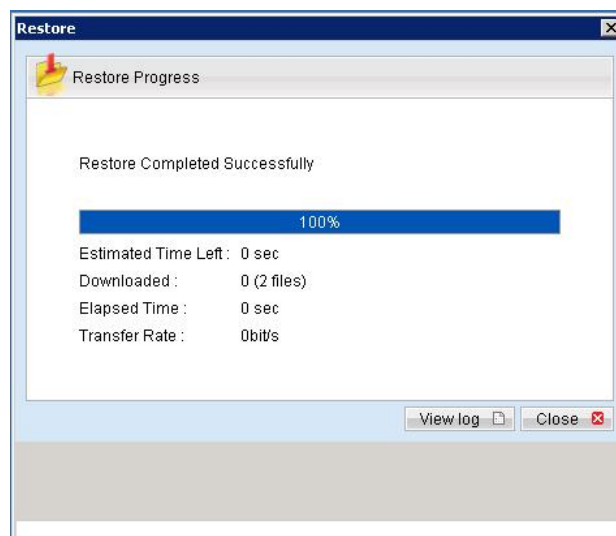 Restore
Restore Progress
Restore Completed Successfully
100%
Estimated Time Left : 0 sec
Downloaded : 0 (2 files)
Elapsed Time : 0 sec
Transfer Rate : 0bit/s
View log Close